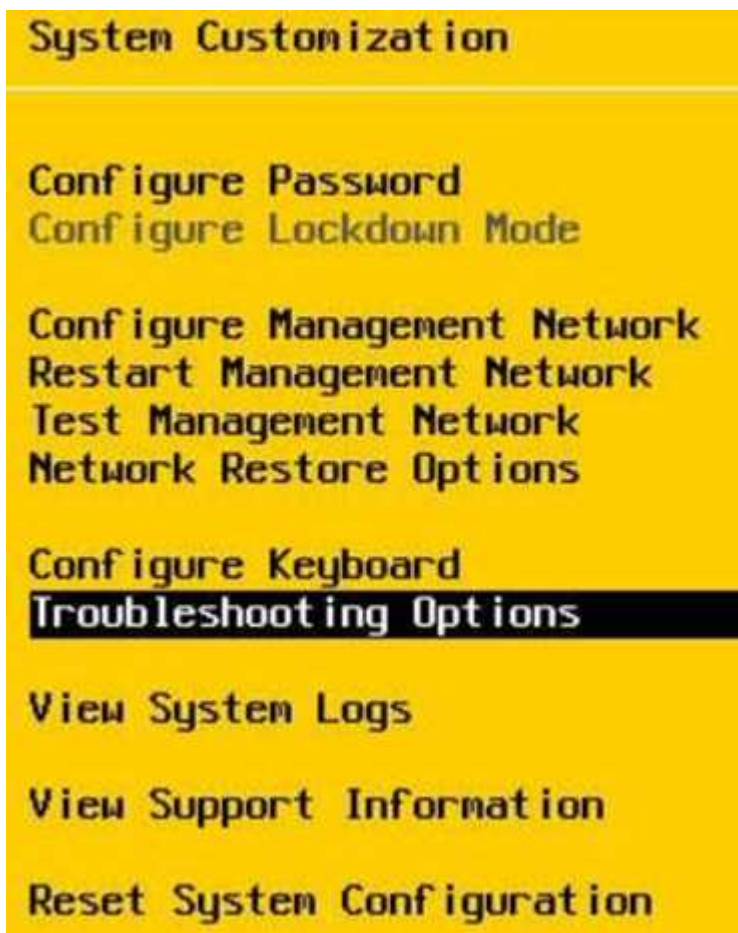 System Customization
Configure Password
Configure Lockdown Mode
Configure Management Network
Restart Management Network
Test Management Network
Network Restore Options
Configure Keyboard
Troubleshooting Options
View System Logs
View Support Information
Reset System Configuration